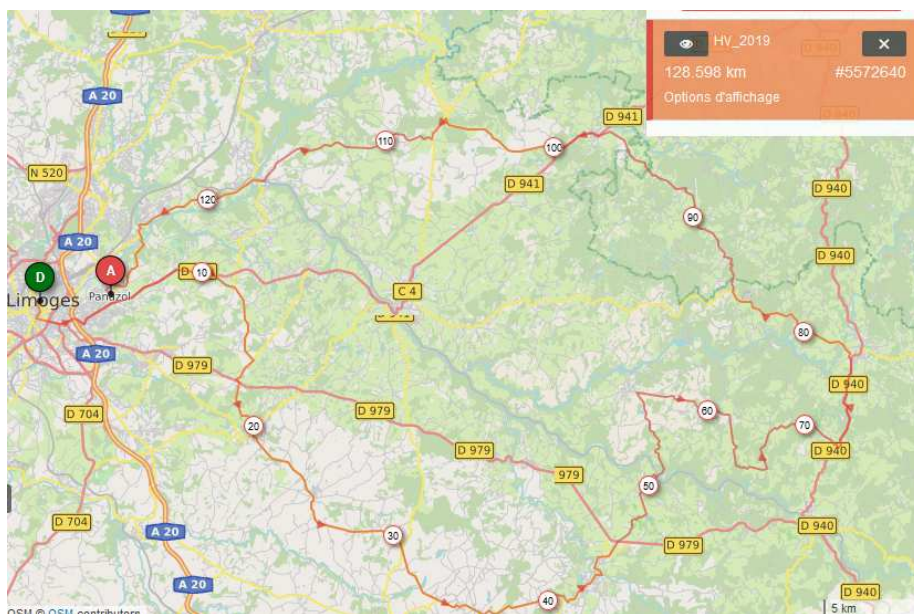 HV_2019
128.598 km
#5572640
Options d'affichage
D 940
A 20
D 941
110
100
N 520
D 941
D 940
120
90
A 20
D 940
D
A
10
Limoges
Panazol
C 4
80
A 20
D 979
D 940
D 979
60
D 704
20
70
D 979
D 940
979
50
D 704
A 20
D 940
30
D 979
A 20
D 940
40
5 km
OSM © OSM contributors